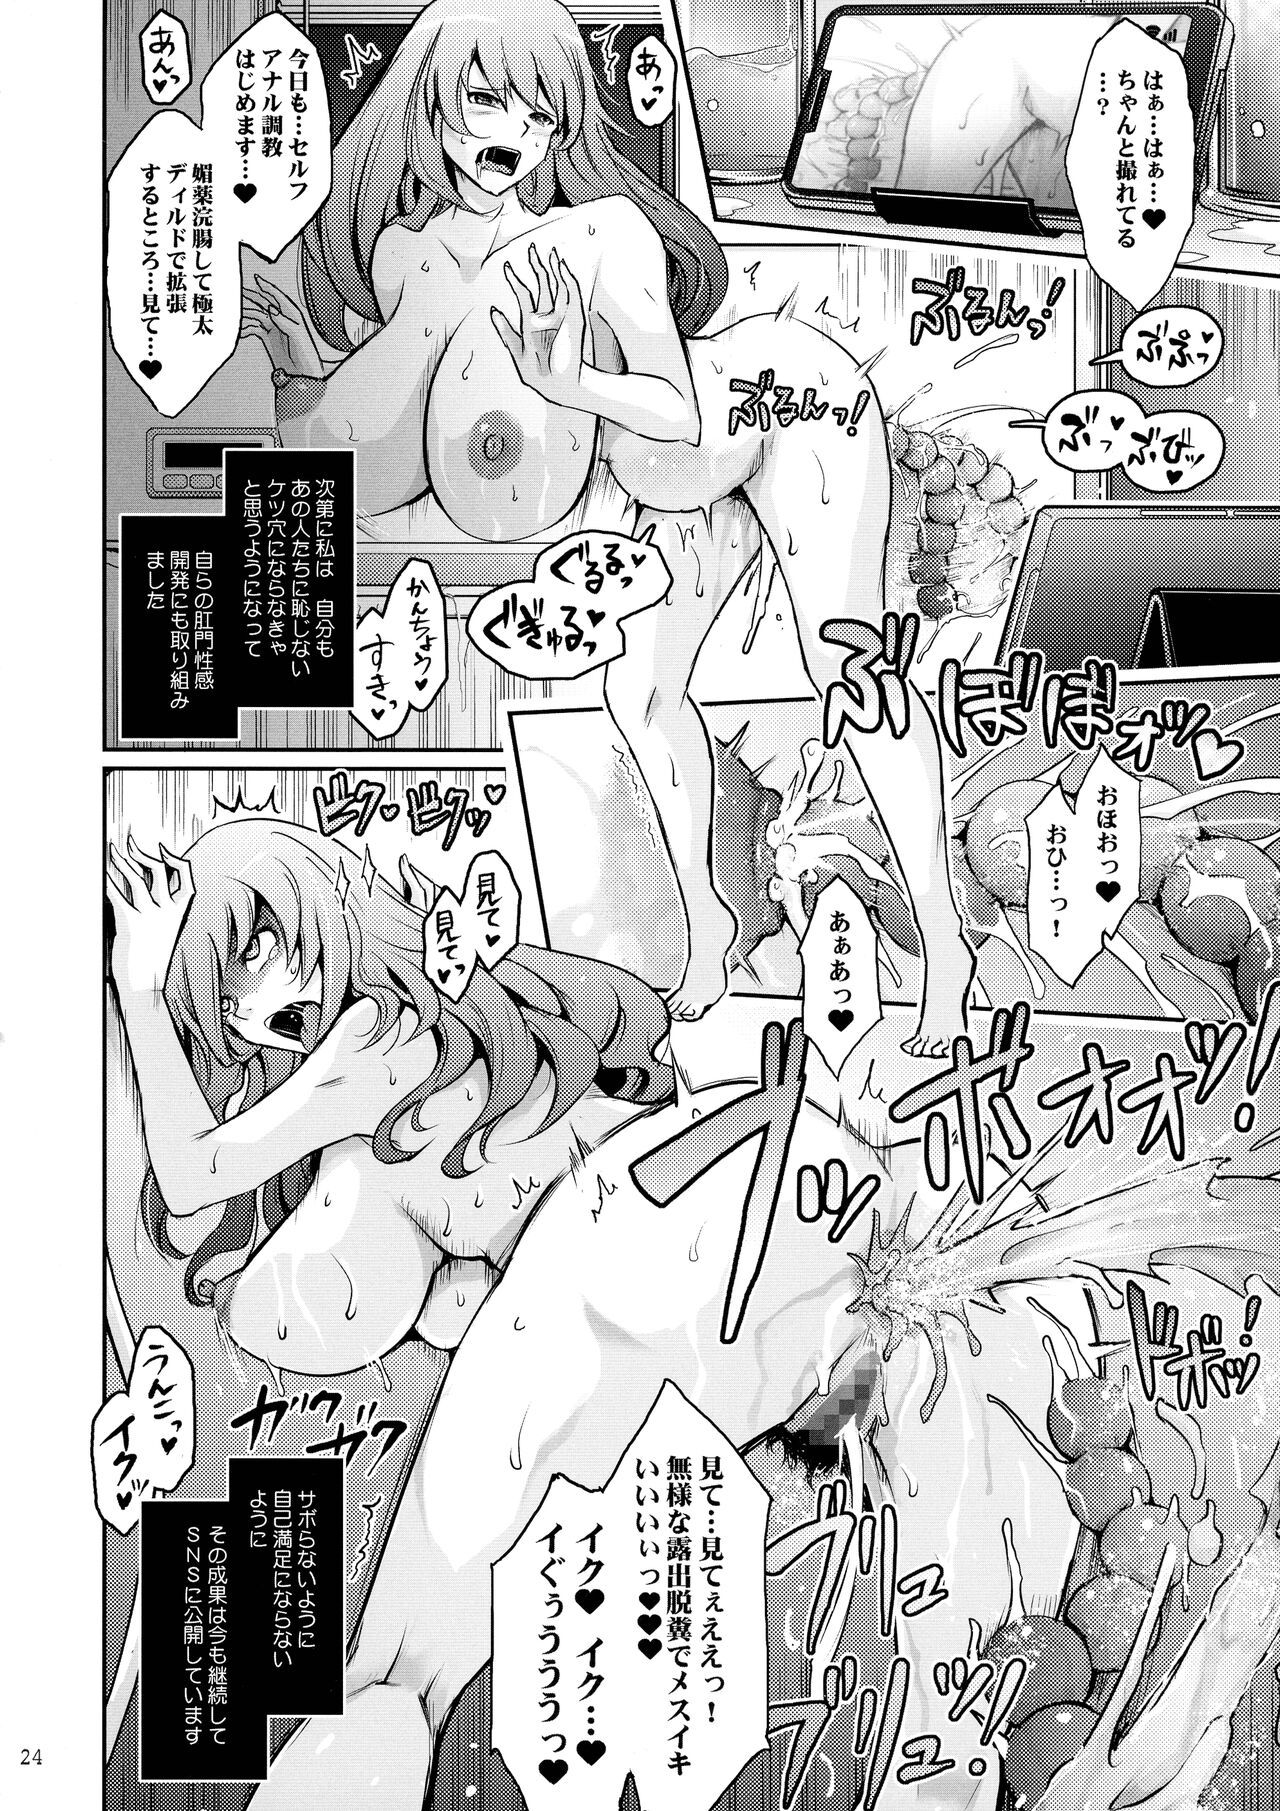 はぁ…はぁ…♥
ちゃんと撮れてる
…？
ぷぷっ♥
ぶっ
ぶびっ♥
ぶるんっ！
ぶるんっ！
あっ♥
あんっ♥
今日も…セルフ
アナル調教
はじめます…♥
媚薬浣腸して極太
ディルドで拡張
するところ…見て…♥
ぐるるっ♥
ぐぎゅるっ♥
かんちょう♥
すきっ♥
次第に私は　自分も
あの人たちに恥じない
ケツ穴にならなきゃ
と思うようになって
自らの肛門性感
開発にも取り組み
ました
ぶぼぼォッ♡
おほおっ♥
おひ…っ！
あぁあっ♥
ビク・ビクッ♡
見て♥
見てっ♥
ブッボォオォッ！
ドボッ！
ブリュッ
ブリュ…ッ！
見て…見てぇええっ！
無様な露出脱糞でメスイキ
いいいいぃっ♥♥♥
イク♥イク…♥
イぐぅうううっ♥
ガクガク
うんこっ♥
イクっ♥
サボらないように
自己満足にならない
ように
その成果は今も継続して
ＳＮＳに公開しています
24